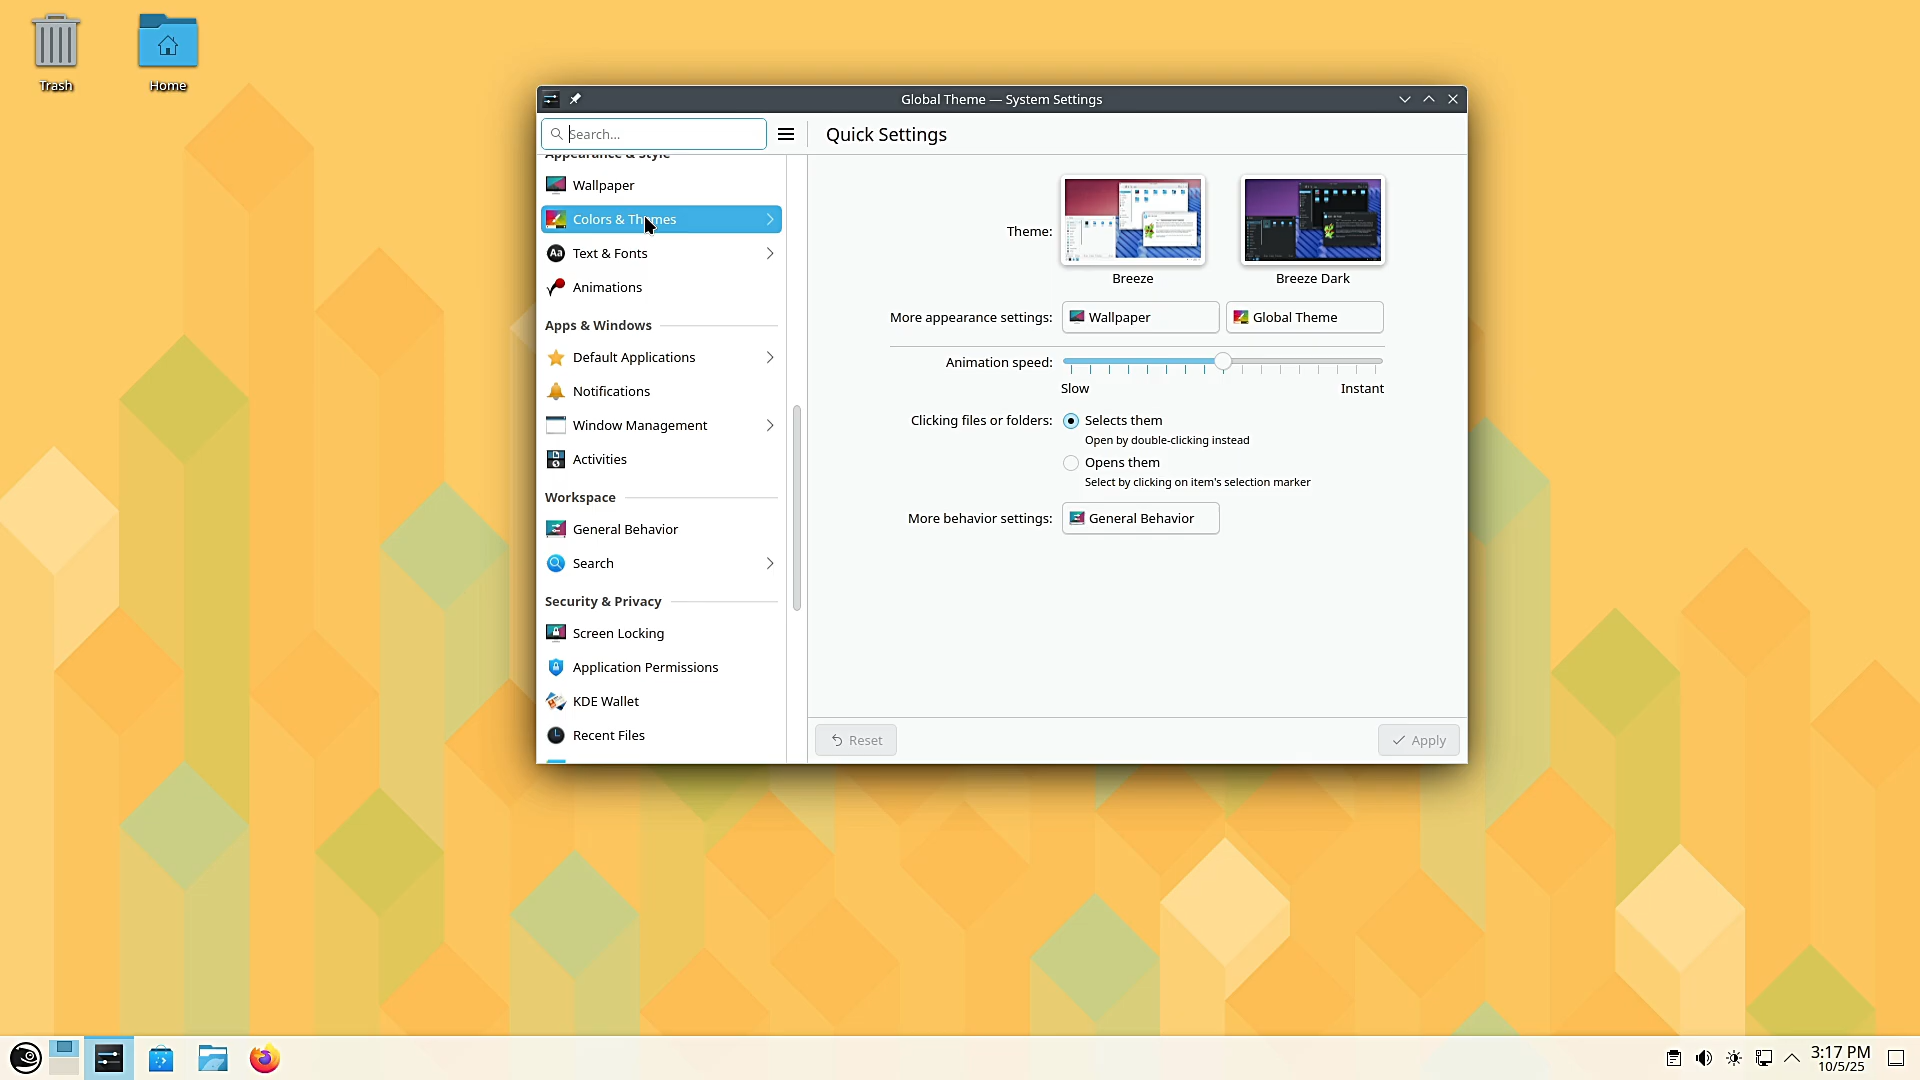 Trash
Home
Global Theme — System Settings
Search...
Quick Settings
Appearance & Style
Wallpaper
Colors & Themes
Text & Fonts
Animations
Apps & Windows
Default Applications
Notifications
Window Management
Activities
Workspace
General Behavior
Search
Security & Privacy
Screen Locking
Application Permissions
KDE Wallet
Recent Files
Theme:
Breeze
Breeze Dark
More appearance settings:
Wallpaper
Global Theme
Animation speed:
Slow
Instant
Clicking files or folders:
Selects them
Open by double-clicking instead
Opens them
Select by clicking on item's selection marker
More behavior settings:
General Behavior
Reset
Apply
3:17 PM
10/5/25